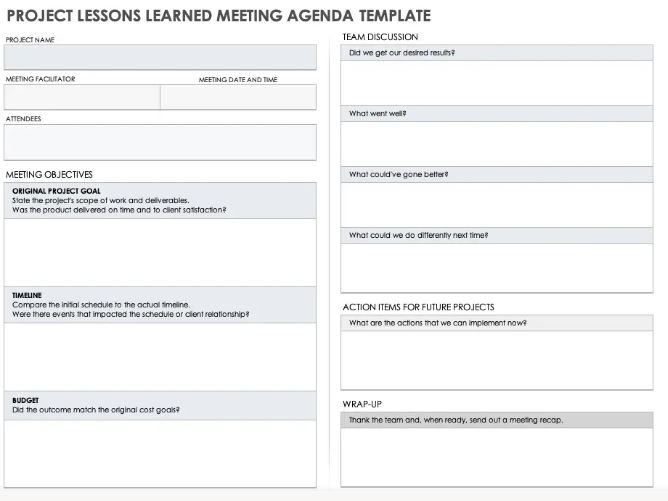 PROJECT LESSONS LEARNED MEETING AGENDA TEMPLATE
PROJECT NAME
MEETING FACILITATOR
MEETING DATE AND TIME
ATTENDEES
MEETING OBJECTIVES
ORIGINAL PROJECT GOAL
State the project's scope of work and deliverables.
Was the product delivered on time and to client satisfaction?
TIMELINE
Compare the initial schedule to the actual timeline.
Were there events that impacted the schedule or client relationship?
BUDGET
Did the outcome match the original cost goals?
TEAM DISCUSSION
Did we get our desired results?
What went well?
What could've gone better?
What could we do differently next time?
ACTION ITEMS FOR FUTURE PROJECTS
What are the actions that we can implement now?
WRAP-UP
Thank the team and, when ready, send out a meeting recap.